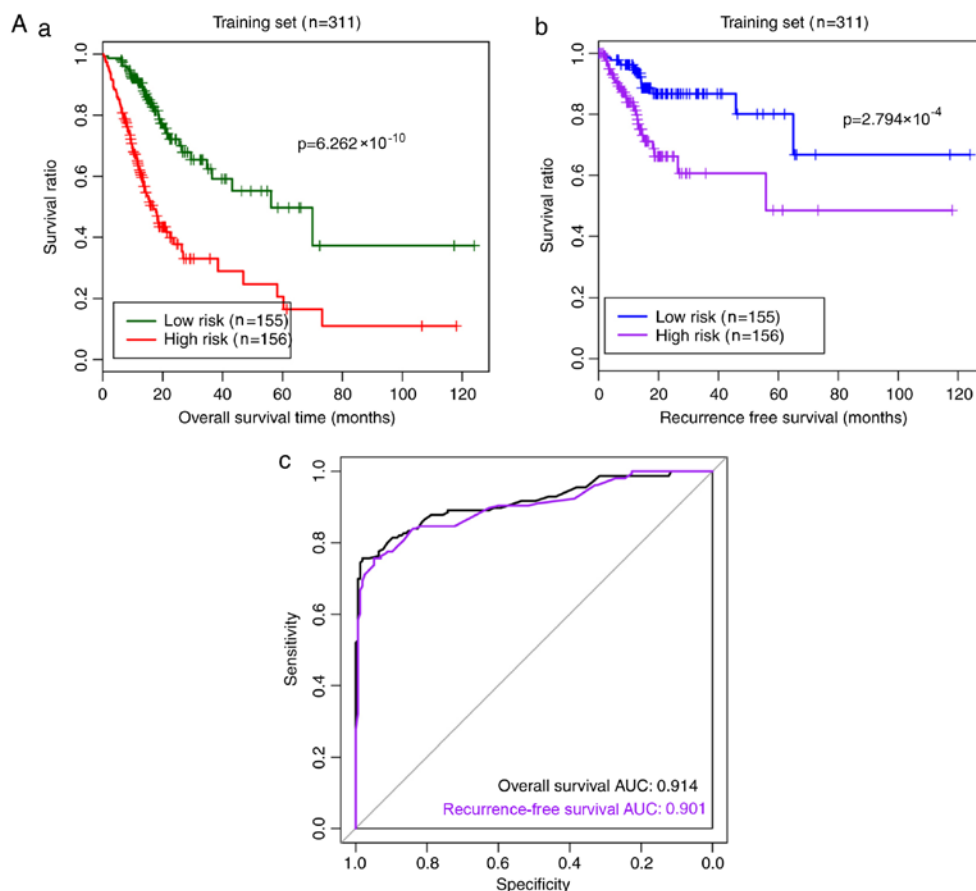 A
a
Training set (n=311)
Survival ratio
1.0
0.8
0.6
0.4
0.2
0.0
p=6.262×10⁻¹⁰
Low risk (n=155)
High risk (n=156)
0 20 40 60 80 100 120
Overall survival time (months)
b
Training set (n=311)
Survival ratio
1.0
0.8
0.6
0.4
0.2
0.0
p=2.794×10⁻⁴
Low risk (n=155)
High risk (n=156)
0 20 40 60 80 100 120
Recurrence free survival (months)
c
Sensitivity
1.0
0.8
0.6
0.4
0.2
0.0
Overall survival AUC: 0.914
Recurrence-free survival AUC: 0.901
1.0 0.8 0.6 0.4 0.2 0.0
Specificity